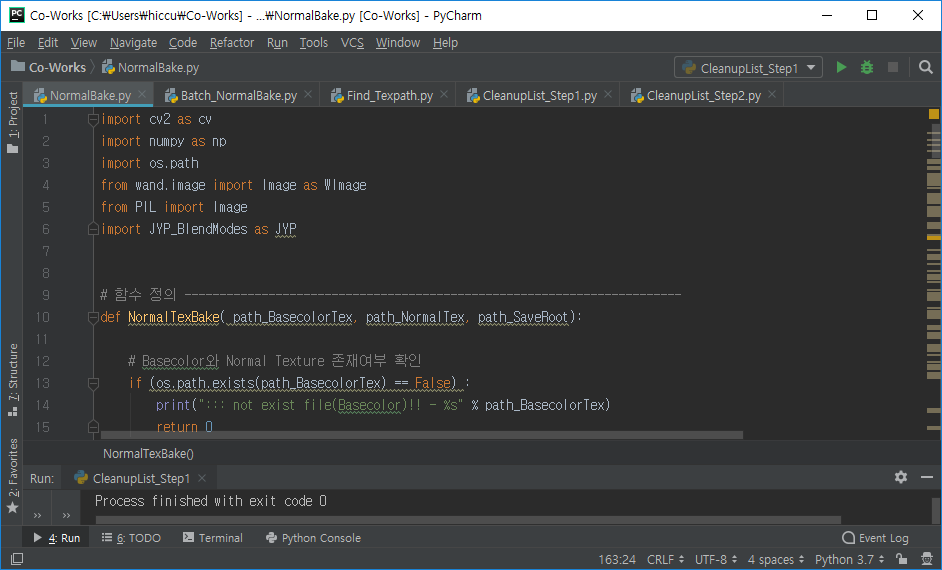 PC Co-Works [C:₩Users₩hiccu₩Co-Works] - ...₩NormalBake.py [Co-Works] - PyCharm
File Edit View Navigate Code Refactor Run Tools VCS Window Help
Co-Works NormalBake.py CleanupList_Step1
1: Project
NormalBake.py Batch_NormalBake.py Find_Texpath.py CleanupList_Step1.py CleanupList_Step2.py
1 import cv2 as cv
2 import numpy as np
3 import os.path
4 from wand.image import Image as WImage
5 from PIL import Image
6 import JYP_BlendModes as JYP
7
8
9 # 함수 정의 -----------------------------------------------------------------------
10 def NormalTexBake( path_BasecolorTex, path_NormalTex, path_SaveRoot):
11
12 # Basecolor와 Normal Texture 존재여부 확인
13 if (os.path.exists(path_BasecolorTex) == False) :
14 print("::: not exist file(Basecolor)!! - %s" % path_BasecolorTex)
15 return 0
7: Structure
2: Favorites
NormalTexBake()
Run: CleanupList_Step1
Process finished with exit code 0
4: Run 6: TODO Terminal Python Console Event Log
163:24 CRLF UTF-8 4 spaces Python 3.7